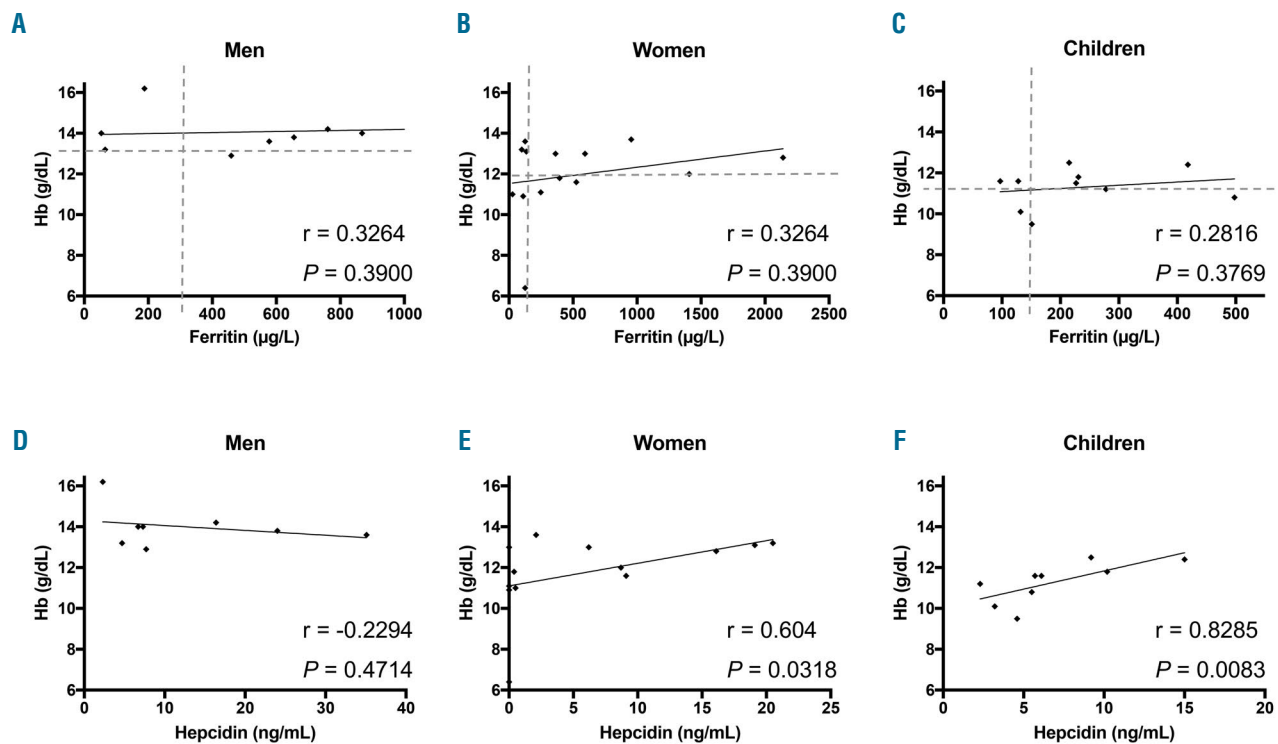 A
Men
16
14
12
10
8
6
Hb (g/dL)
r = 0.3264
P = 0.3900
0
200
400
600
800
1000
Ferritin (µg/L)
B
Women
16
14
12
10
8
6
Hb (g/dL)
r = 0.3264
P = 0.3900
0
500
1000
1500
2000
2500
Ferritin (µg/L)
C
Children
16
14
12
10
8
6
Hb (g/dL)
r = 0.2816
P = 0.3769
0
100
200
300
400
500
Ferritin (µg/L)
D
Men
16
14
12
10
8
6
Hb (g/dL)
r = -0.2294
P = 0.4714
0
10
20
30
40
Hepcidin (ng/mL)
E
Women
16
14
12
10
8
6
Hb (g/dL)
r = 0.604
P = 0.0318
0
5
10
15
20
25
Hepcidin (ng/mL)
F
Children
16
14
12
10
8
6
Hb (g/dL)
r = 0.8285
P = 0.0083
0
5
10
15
20
Hepcidin (ng/mL)